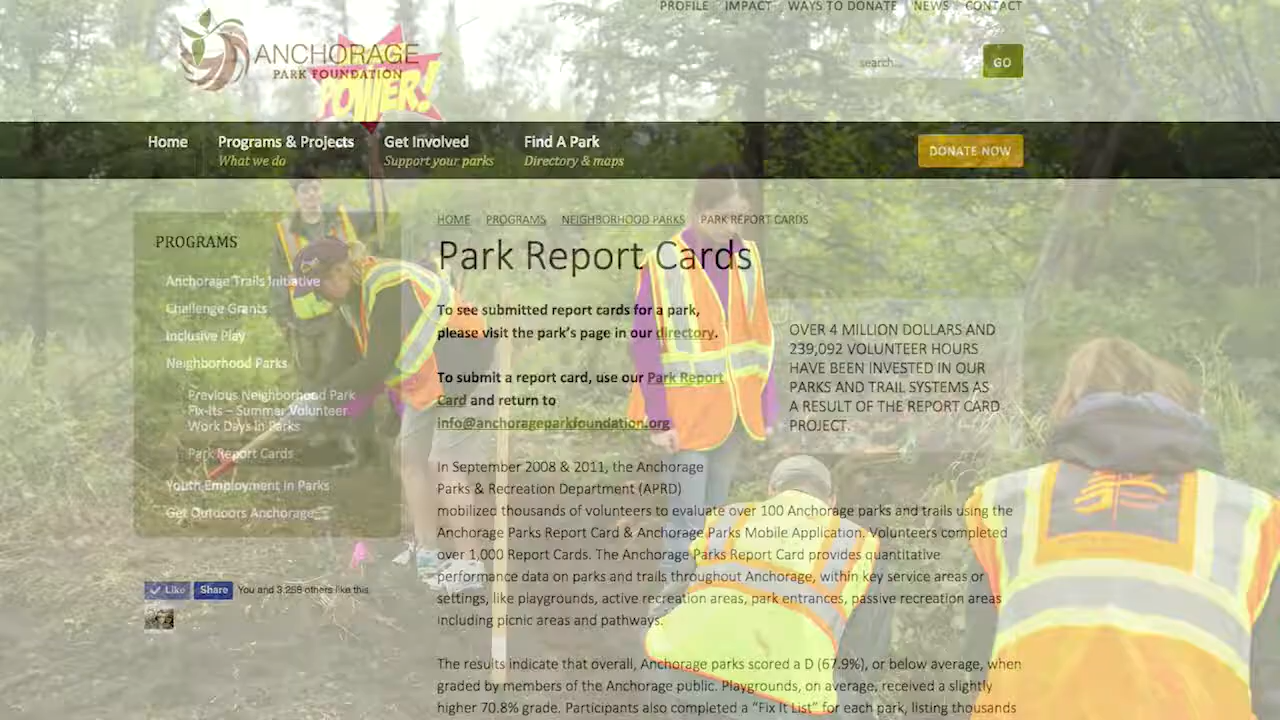 PROFILE IMPACT WAYS TO DONATE NEWS CONTACT
ANCHORAGE
PARK FOUNDATION
POWER!
search...
GO
Home Programs & Projects Get Involved Find A Park
What we do Support your parks Directory & maps
DONATE NOW
HOME PROGRAMS NEIGHBORHOOD PARKS PARK REPORT CARDS
PROGRAMS
Anchorage Trails Initiative
Challenge Grants
Inclusive Play
Neighborhood Parks
Previous Neighborhood Park
Fix-Its – Summer Volunteer
Work Days in Parks
Park Report Cards
Youth Employment in Parks
Get Outdoors Anchorage
Like Share You and 3,258 others like this
Park Report Cards
To see submitted report cards for a park,
please visit the park's page in our directory.
To submit a report card, use our Park Report
Card and return to
info@anchorageparkfoundation.org
OVER 4 MILLION DOLLARS AND
239,092 VOLUNTEER HOURS
HAVE BEEN INVESTED IN OUR
PARKS AND TRAIL SYSTEMS AS
A RESULT OF THE REPORT CARD
PROJECT.
In September 2008 & 2011, the Anchorage
Parks & Recreation Department (APRD)
mobilized thousands of volunteers to evaluate over 100 Anchorage parks and trails using the
Anchorage Parks Report Card & Anchorage Parks Mobile Application. Volunteers completed
over 1,000 Report Cards. The Anchorage Parks Report Card provides quantitative
performance data on parks and trails throughout Anchorage, within key service areas or
settings, like playgrounds, active recreation areas, park entrances, passive recreation areas
including picnic areas and pathways.
The results indicate that overall, Anchorage parks scored a D (67.9%), or below average, when
graded by members of the Anchorage public. Playgrounds, on average, received a slightly
higher 70.8% grade. Participants also completed a "Fix It List" for each park, listing thousands